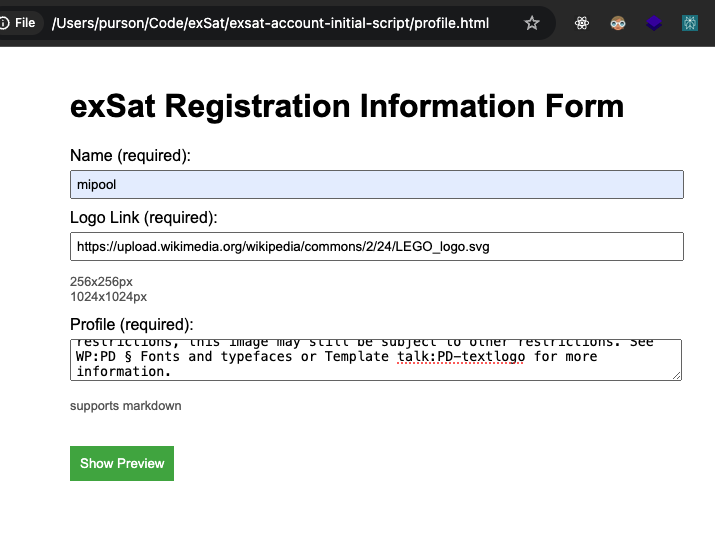 File /Users/purson/Code/exSat/exsat-account-initial-script/profile.html
exSat Registration Information Form
Name (required):
mipool
Logo Link (required):
https://upload.wikimedia.org/wikipedia/commons/2/24/LEGO_logo.svg
256x256px
1024x1024px
Profile (required):
restrictions, this image may still be subject to other restrictions. See
WP:PD § Fonts and typefaces or Template talk:PD-textlogo for more
information.
supports markdown
Show Preview